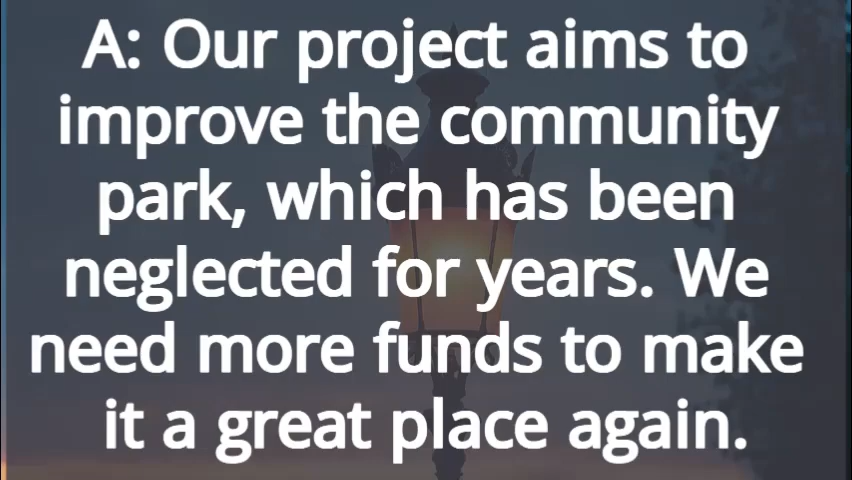 A: Our project aims to
improve the community
park, which has been
neglected for years. We
need more funds to make
it a great place again.